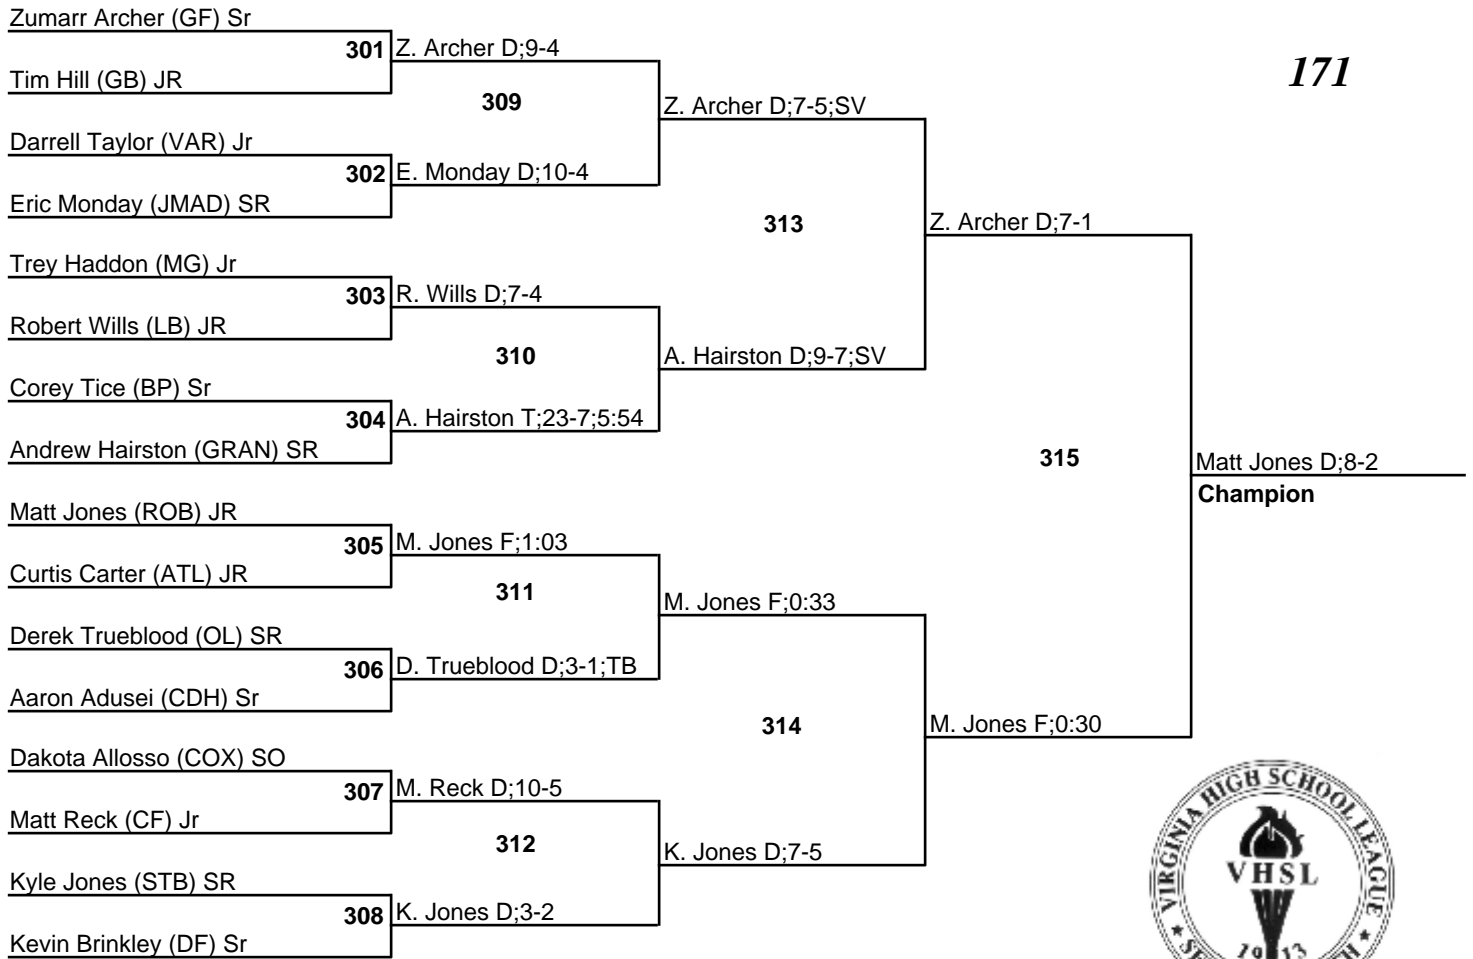 Zumarr Archer (GF) Sr
301 Z. Archer D;9-4
171
Tim Hill (GB) JR
309
Z. Archer D;7-5;SV
Darrell Taylor (VAR) Jr
302 E. Monday D;10-4
Eric Monday (JMAD) SR
313
Z. Archer D;7-1
Trey Haddon (MG) Jr
303 R. Wills D;7-4
Robert Wills (LB) JR
310
A. Hairston D;9-7;SV
Corey Tice (BP) Sr
304 A. Hairston T;23-7;5:54
Andrew Hairston (GRAN) SR
315
Matt Jones D;8-2
Champion
Matt Jones (ROB) JR
305 M. Jones F;1:03
Curtis Carter (ATL) JR
311
M. Jones F;0:33
Derek Trueblood (OL) SR
306 D. Trueblood D;3-1;TB
Aaron Adusei (CDH) Sr
314
M. Jones F;0:30
Dakota Allosso (COX) SO
307 M. Reck D;10-5
Matt Reck (CF) Jr
312
K. Jones D;7-5
Kyle Jones (STB) SR
308 K. Jones D;3-2
Kevin Brinkley (DF) Sr
VIRGINIA HIGH SCHOOL LEAGUE
VHSL
1913